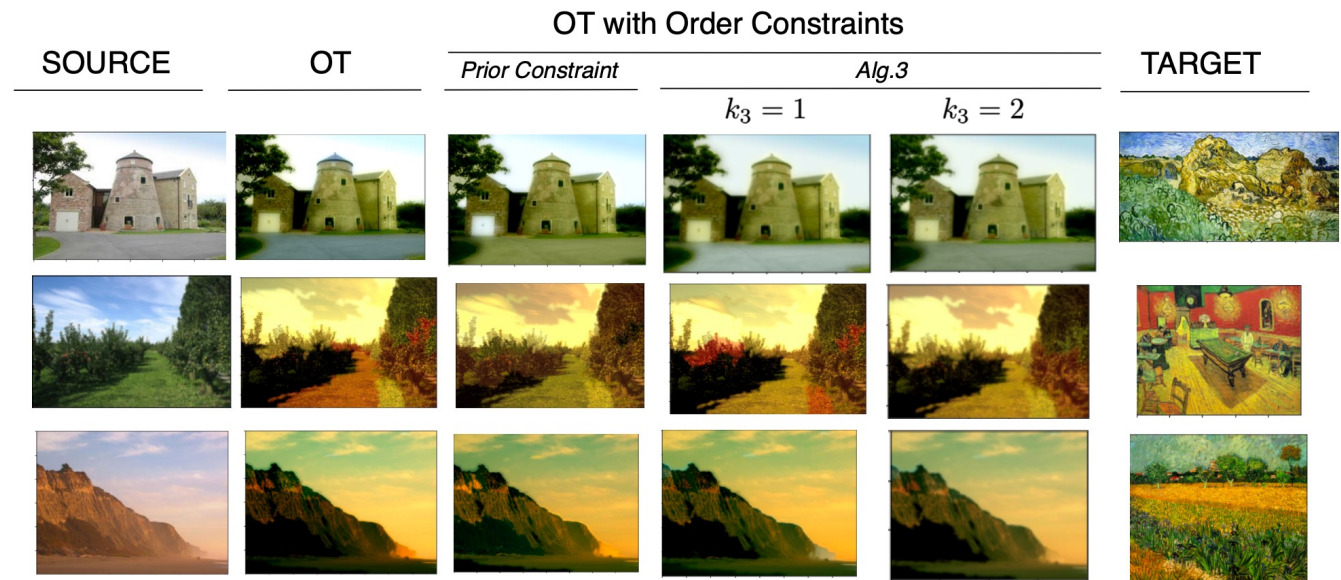 OT with Order Constraints
SOURCE
OT
Prior Constraint
Alg.3
TARGET
k₃ = 1
k₃ = 2